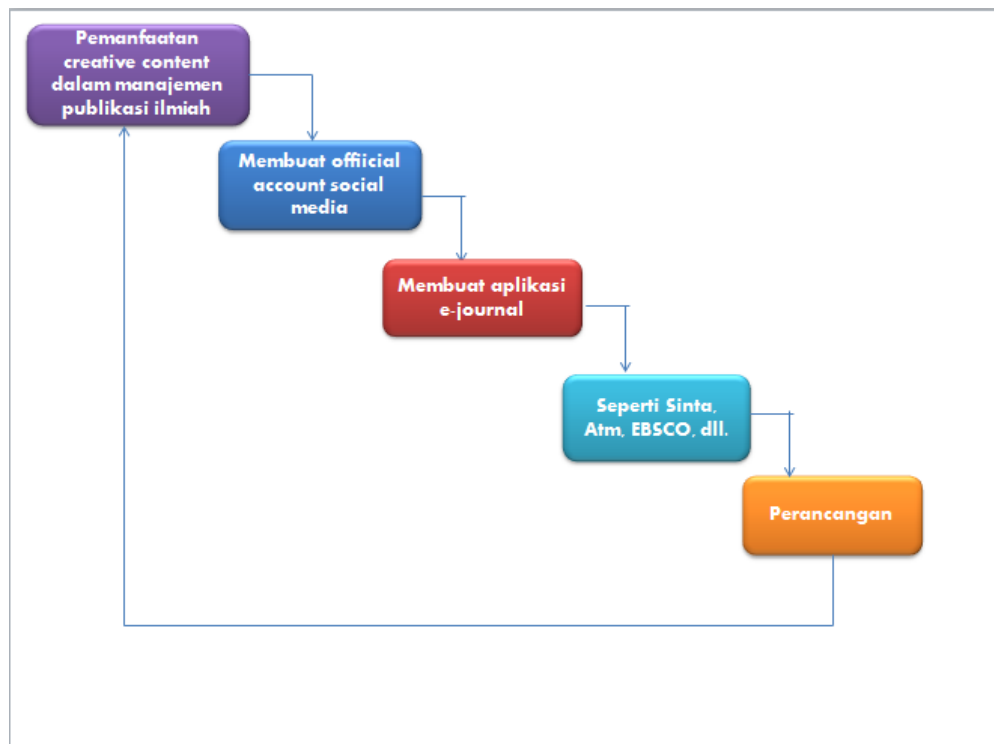 Pemanfaatan
creative content
dalam manajemen
publikasi ilmiah
Membuat offiicial
account social
media
Membuat aplikasi
e-journal
Seperti Sinta,
Atm, EBSCO, dll.
Perancangan